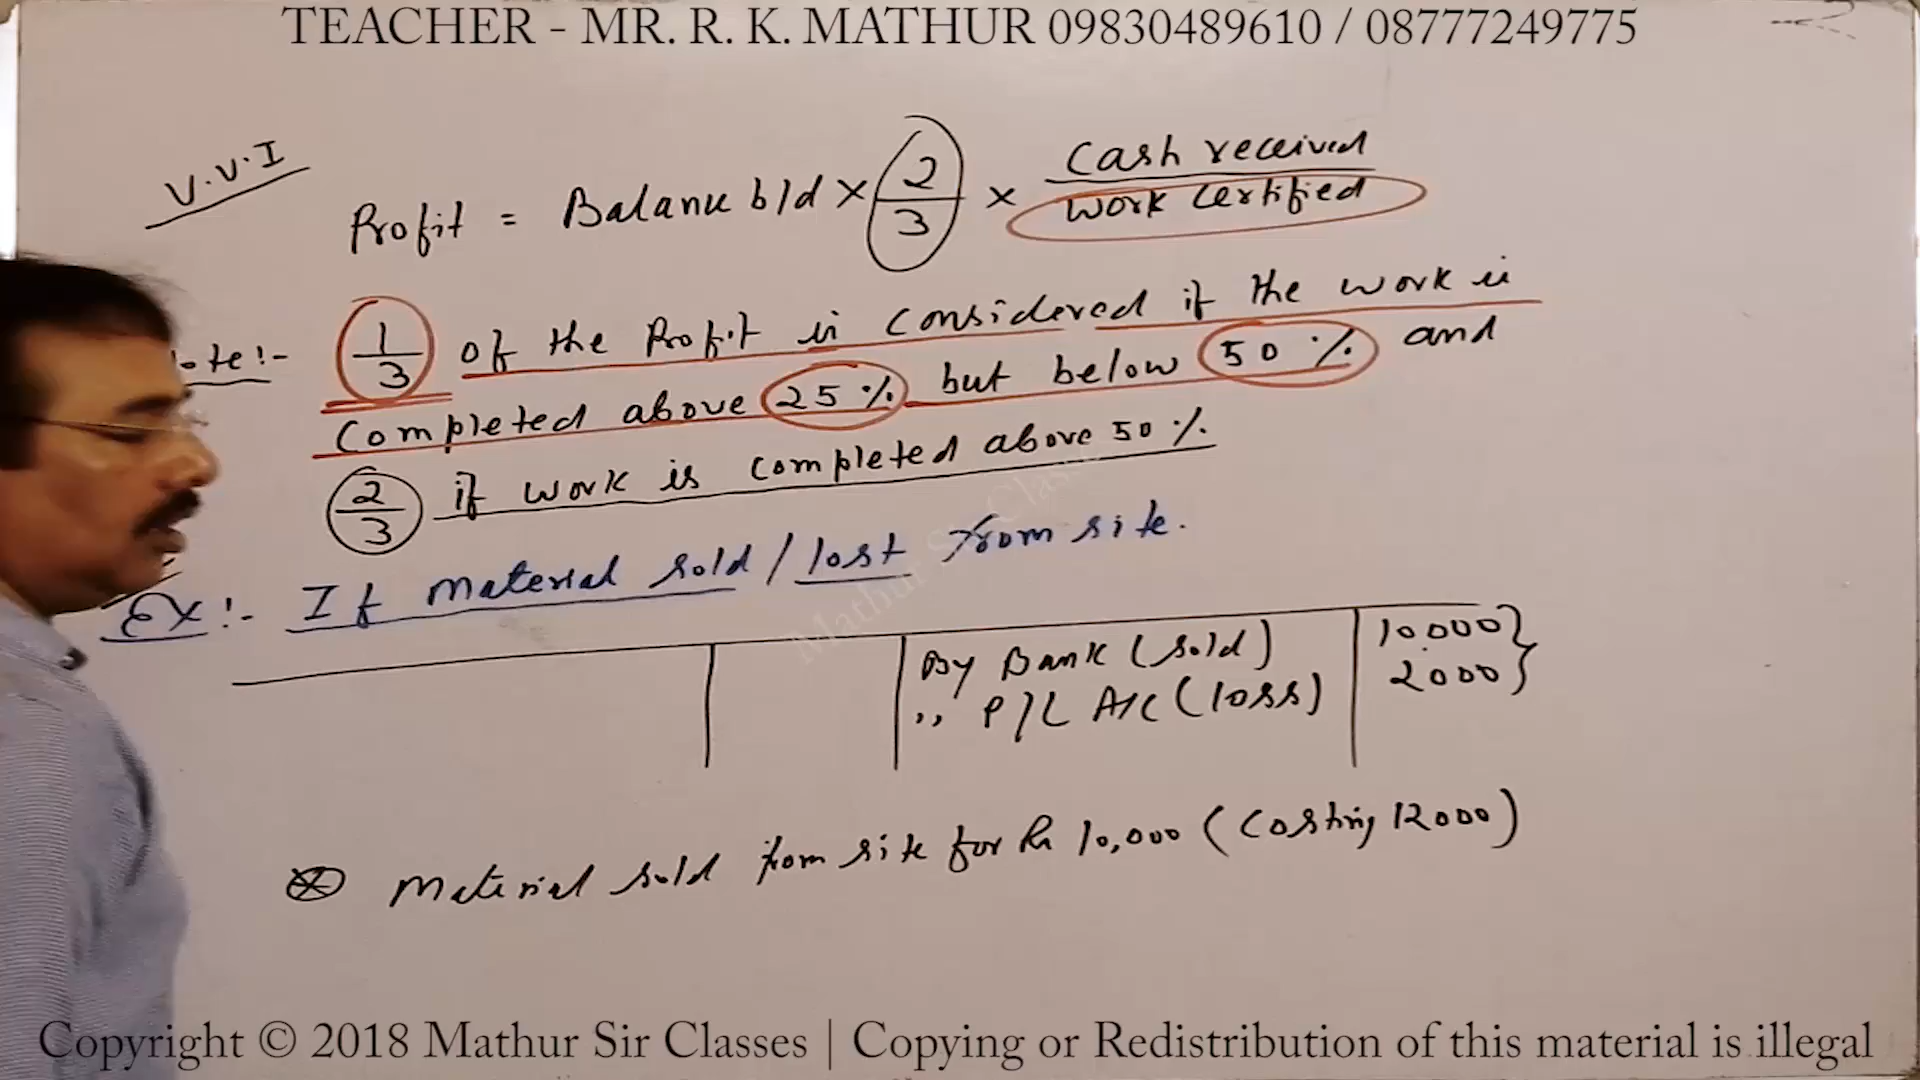 TEACHER - MR. R. K. MATHUR 09830489610 / 08777249775
V.V.I
Profit = Balance b/d × 2/3 × Cash received / Work Certified
ote:- 1/3 of the Profit is considered if the work is
completed above 25% but below 50% and
2/3 if work is completed above 50%
Ex:- If material sold / lost from site.
By Bank (sold) 10,000
,, P/L A/C (loss) 2000
material sold from site for Rs 10,000 (Costing 12000)
Mathur Sir Classes
Copyright © 2018 Mathur Sir Classes | Copying or Redistribution of this material is illegal